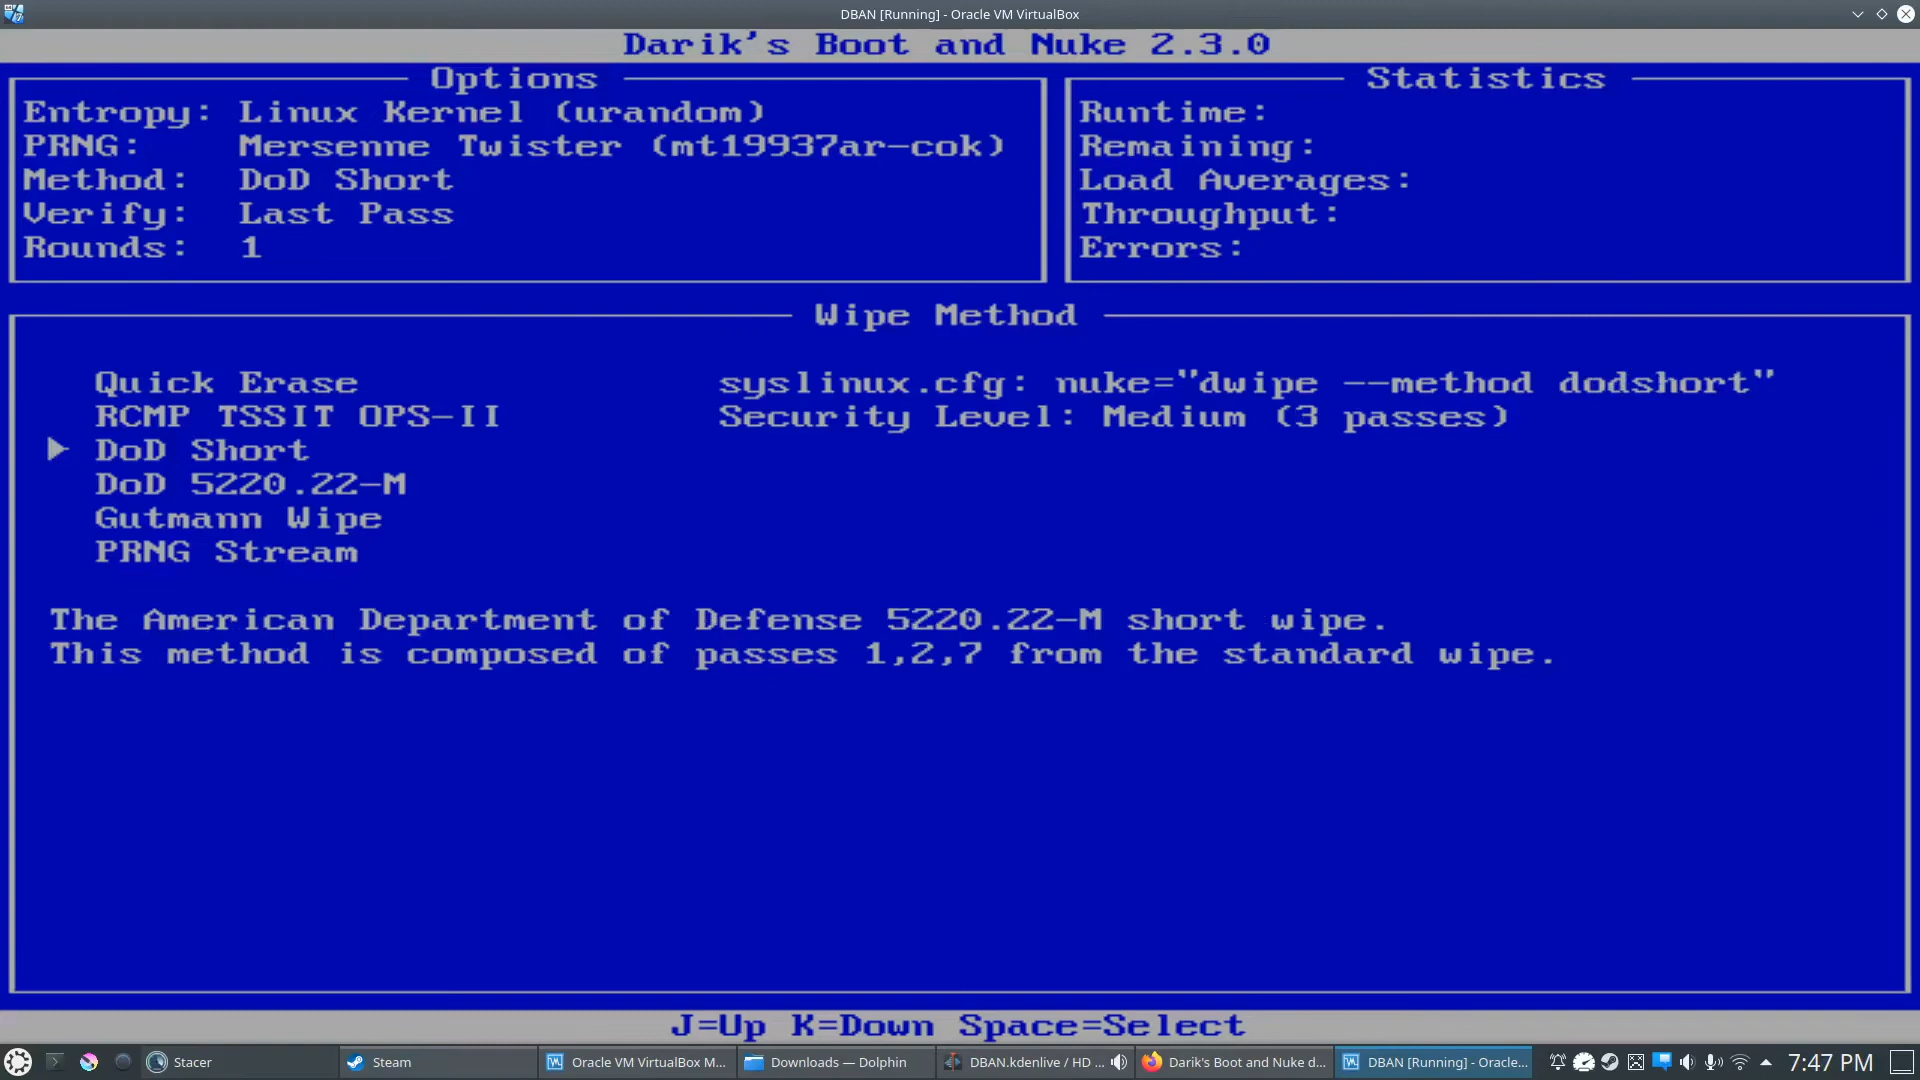 DBAN [Running] - Oracle VM VirtualBox
Darik's Boot and Nuke 2.3.0
Options
Entropy: Linux Kernel (urandom)
PRNG: Mersenne Twister (mt19937ar-cok)
Method: DoD Short
Verify: Last Pass
Rounds: 1
Statistics
Runtime:
Remaining:
Load Averages:
Throughput:
Errors:
Wipe Method
Quick Erase
RCMP TSSIT OPS-II
DoD Short
DoD 5220.22-M
Gutmann Wipe
PRNG Stream
syslinux.cfg: nuke="dwipe --method dodshort"
Security Level: Medium (3 passes)
The American Department of Defense 5220.22-M short wipe.
This method is composed of passes 1,2,7 from the standard wipe.
J=Up K=Down Space=Select
Stacer
Steam
Oracle VM VirtualBox M...
Downloads — Dolphin
DBAN.kdenlive / HD ...
Darik's Boot and Nuke d...
DBAN [Running] - Oracle...
7:47 PM